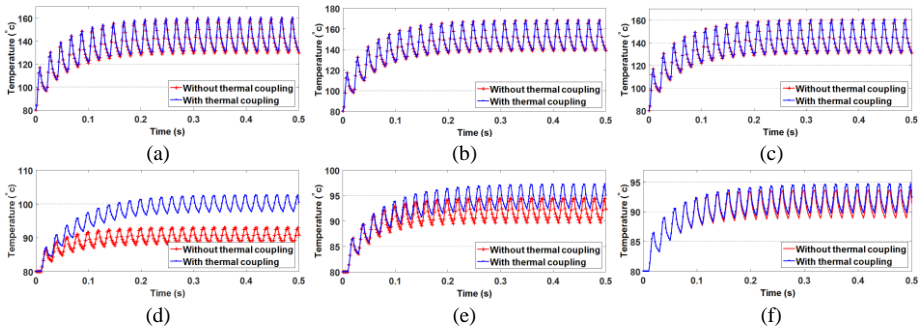 160
140
120
100
80
Temperature (°c)
0 0.1 0.2 0.3 0.4 0.5
Time (s)
Without thermal coupling
With thermal coupling
(a)
180
160
140
120
100
80
Temperature (°c)
0 0.1 0.2 0.3 0.4 0.5
Time (s)
Without thermal coupling
With thermal coupling
(b)
160
140
120
100
80
Temperature (°c)
0 0.1 0.2 0.3 0.4 0.5
Time (s)
Without thermal coupling
With thermal coupling
(c)
110
100
90
80
Temperature (°c)
0 0.1 0.2 0.3 0.4 0.5
Time (s)
Without thermal coupling
With thermal coupling
(d)
100
95
90
85
80
Temperature (°c)
0 0.1 0.2 0.3 0.4 0.5
Time (s)
Without thermal coupling
With thermal coupling
(e)
95
90
85
80
Temperature (°c)
0 0.1 0.2 0.3 0.4 0.5
Time (s)
Without thermal coupling
With thermal coupling
(f)